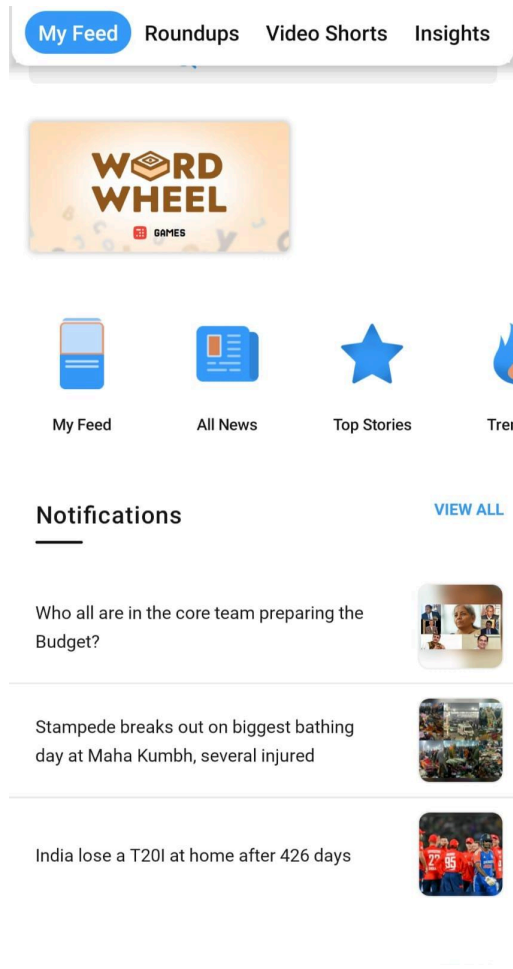 My Feed Roundups Video Shorts Insights
WORD
WHEEL
GAMES
My Feed All News Top Stories
Notifications VIEW ALL
Who all are in the core team preparing the
Budget?
Stampede breaks out on biggest bathing
day at Maha Kumbh, several injured
India lose a T20I at home after 426 days